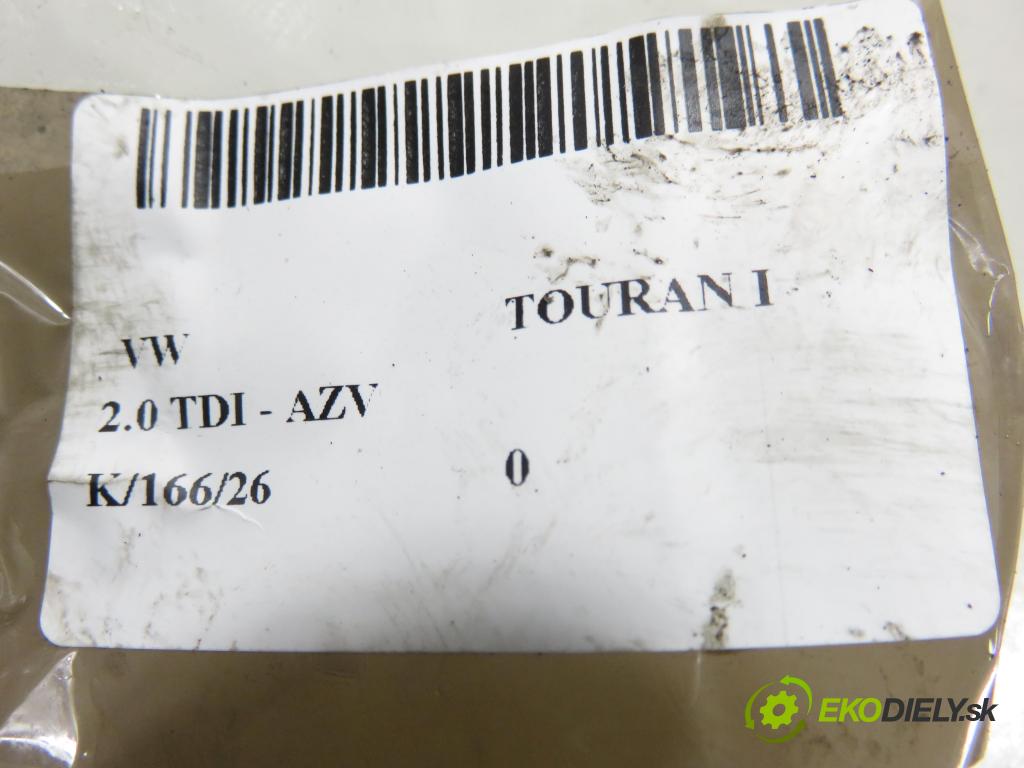 TOURAN I
VW
2.0 TDI - AZV
K/166/26 0
EKODIELY.sk